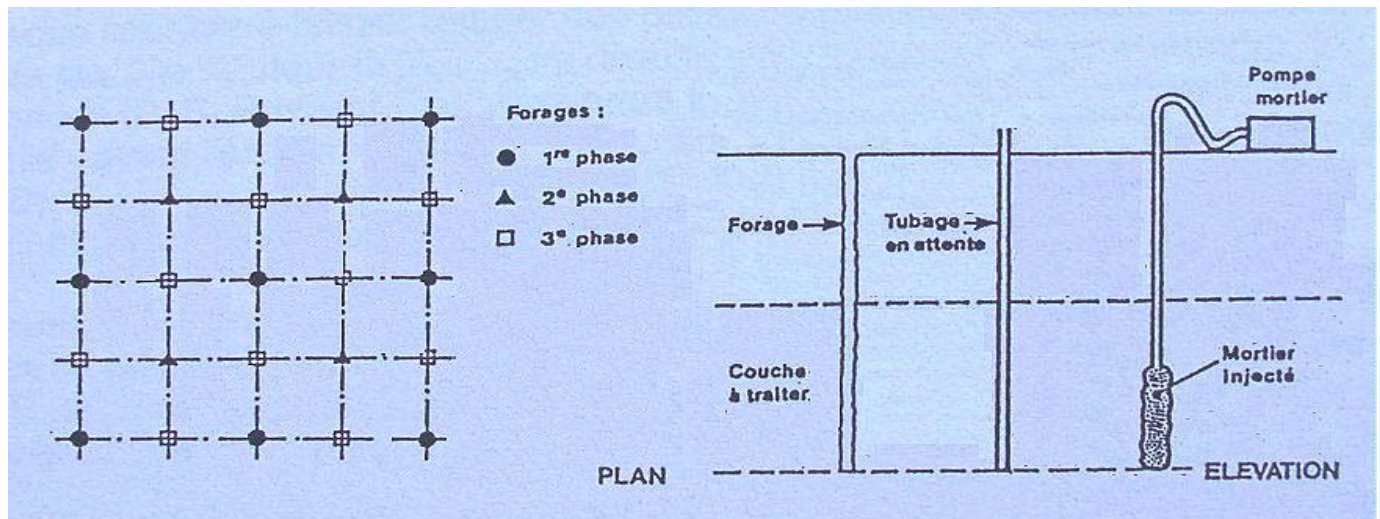 Forages :
1re phase
2e phase
3e. phase
PLAN
Pompe
mortier
Forage
Tubage
en attente
Couche
à traiter.
Mortier
injecté
ELEVATION